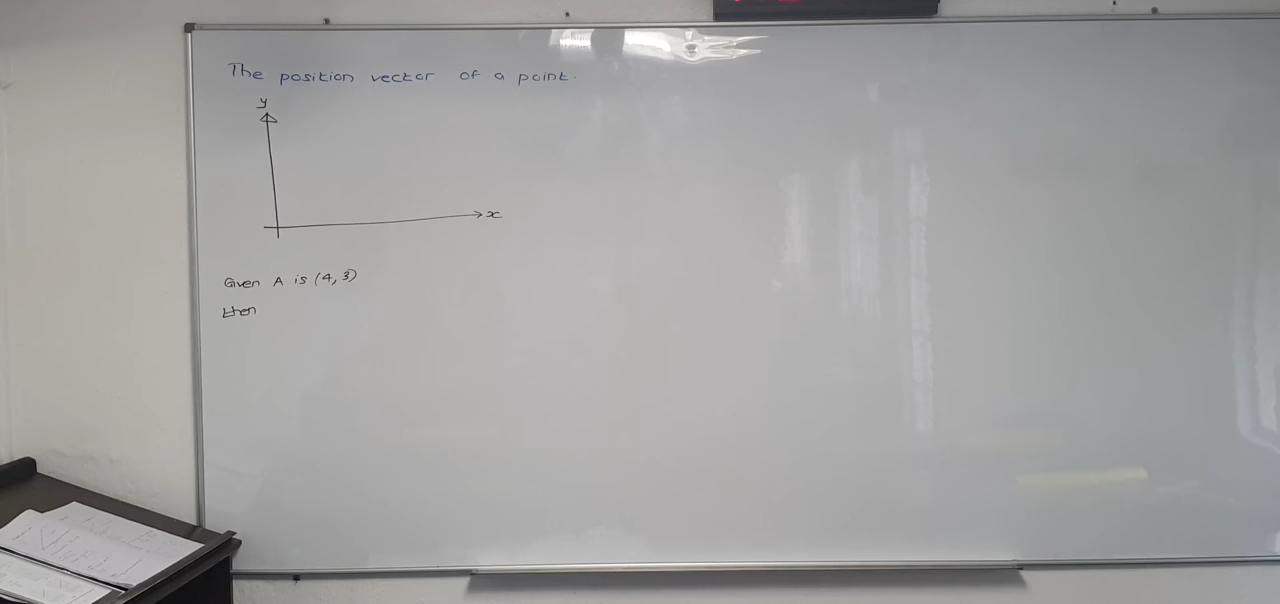 The position vector of a point.
y
x
Given A is (4, 3)
then